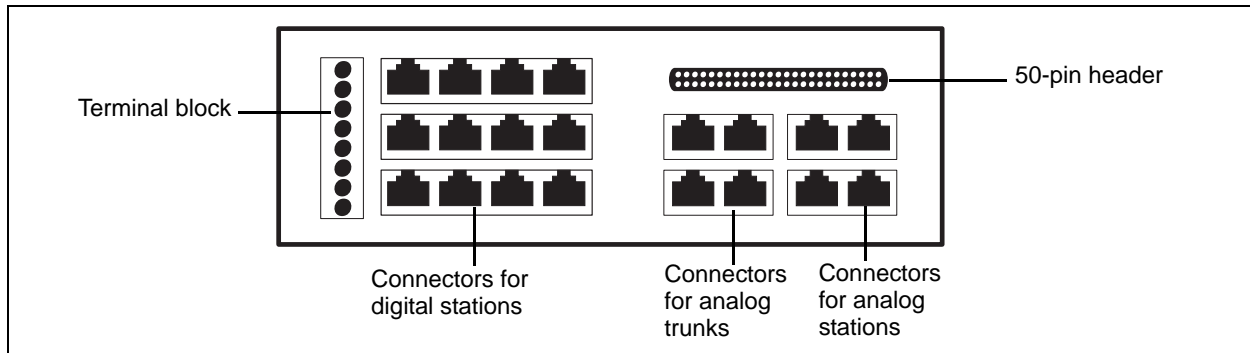 50-pin header
Terminal block
Connectors for
digital stations
Connectors
for analog
trunks
Connectors
for analog
stations